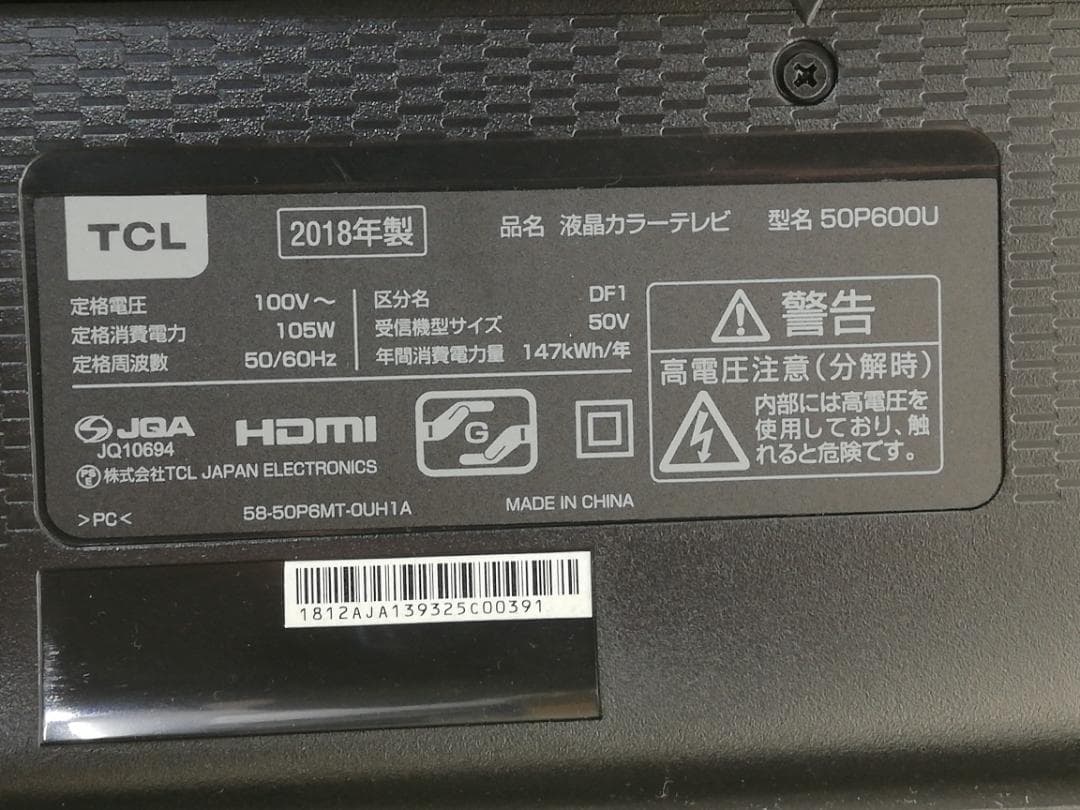 TCL
2018年製
品名 液晶カラーテレビ 型名 50P600U
定格電圧 100V～
定格消費電力 105W
定格周波数 50/60Hz
区分名 DF1
受信機型サイズ 50V
年間消費電力量 147kWh/年
警告
高電圧注意(分解時)
内部には高電圧を
使用しており、触
れると危険です。
JQA
JQ10694
HDMI
G
PSE 株式会社TCL JAPAN ELECTRONICS
>PC<
58-50P6MT-0UH1A
MADE IN CHINA
1812AJA139325C00391